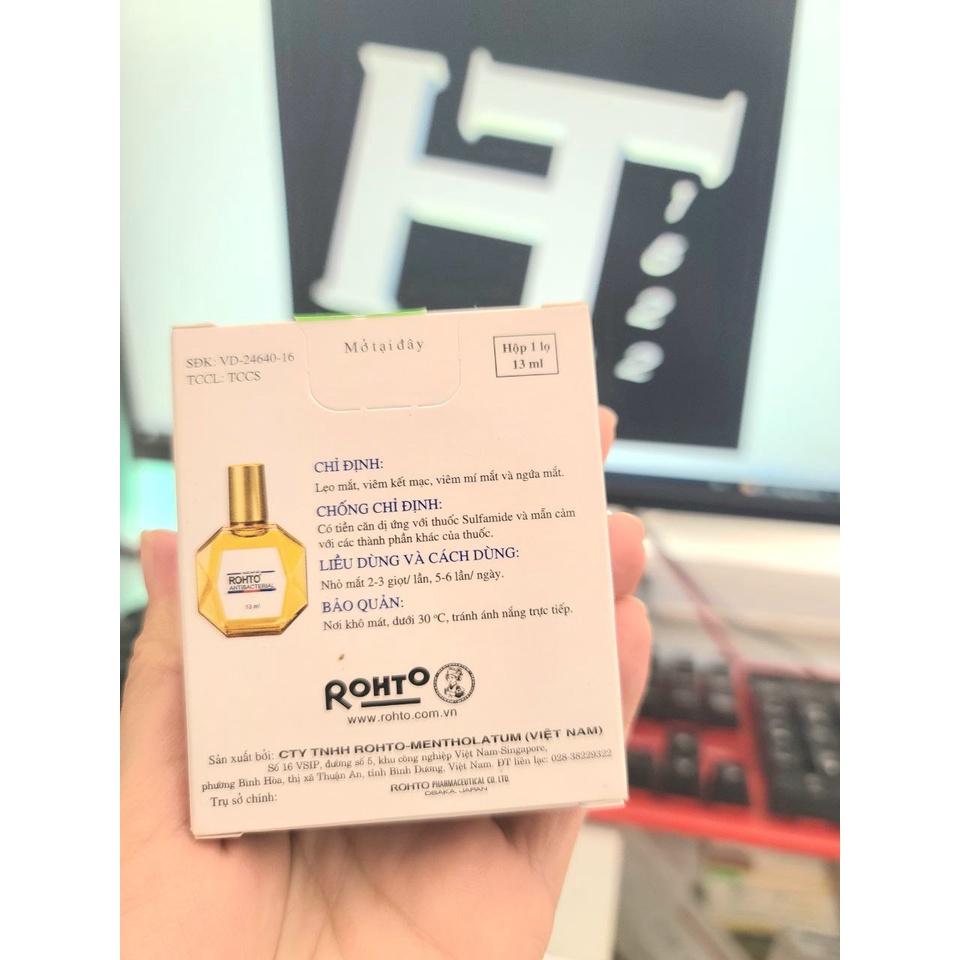 HT
1
8
2
2
SĐK: VD-24640-16
TCCL: TCCS
Mở tại đây
Hộp 1 lọ
13 ml
CHỈ ĐỊNH:
Lẹo mắt, viêm kết mạc, viêm mí mắt và ngứa mắt.
CHỐNG CHỈ ĐỊNH:
Có tiền căn dị ứng với thuốc Sulfamide và mẫn cảm
với các thành phần khác của thuốc.
LIỀU DÙNG VÀ CÁCH DÙNG:
Nhỏ mắt 2-3 giọt/ lần, 5-6 lần/ ngày.
BẢO QUẢN:
Nơi khô mát, dưới 30 °C, tránh ánh nắng trực tiếp.
ROHTO
ANTIBACTERIAL
13 ml
ROHTO
www.rohto.com.vn
Sản xuất bởi: CTY TNHH ROHTO-MENTHOLATUM (VIỆT NAM)
Số 16 VSIP, đường số 5, khu công nghiệp Việt Nam-Singapore,
phường Bình Hòa, thị xã Thuận An, tỉnh Bình Dương, Việt Nam. ĐT liên lạc: 028-38229322
Trụ sở chính: ROHTO PHARMACEUTICAL CO. LTD.
OSAKA, JAPAN